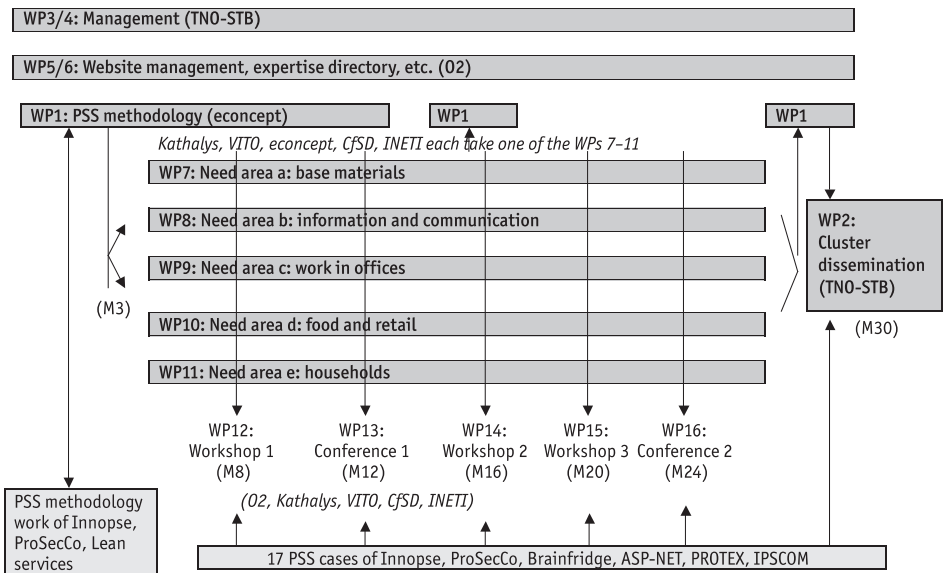 WP3/4: Management (TNO-STB)
WP5/6: Website management, expertise directory, etc. (O2)
WP1: PSS methodology (econcept)
WP1
WP1
Kathalys, VITO, econcept, CfSD, INETI each take one of the WPs 7–11
WP7: Need area a: base materials
WP8: Need area b: information and communication
WP9: Need area c: work in offices
WP10: Need area d: food and retail
WP11: Need area e: households
(M3)
WP2:
Cluster
dissemination
(TNO-STB)
(M30)
WP12:
Workshop 1
(M8)
WP13:
Conference 1
(M12)
WP14:
Workshop 2
(M16)
WP15:
Workshop 3
(M20)
WP16:
Conference 2
(M24)
(O2, Kathalys, VITO, CfSD, INETI)
PSS methodology
work of Innopse,
ProSecCo, Lean
services
17 PSS cases of Innopse, ProSecCo, Brainfridge, ASP-NET, PROTEX, IPSCOM